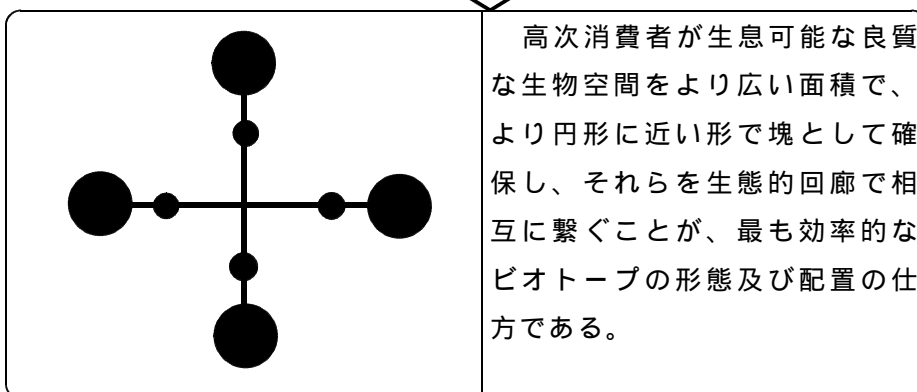 高次消費者が生息可能な良質
な生物空間をより広い面積で、
より円形に近い形で塊として確
保し、それらを生態的回廊で相
互に繋ぐことが、最も効率的な
ビオトープの形態及び配置の仕
方である。